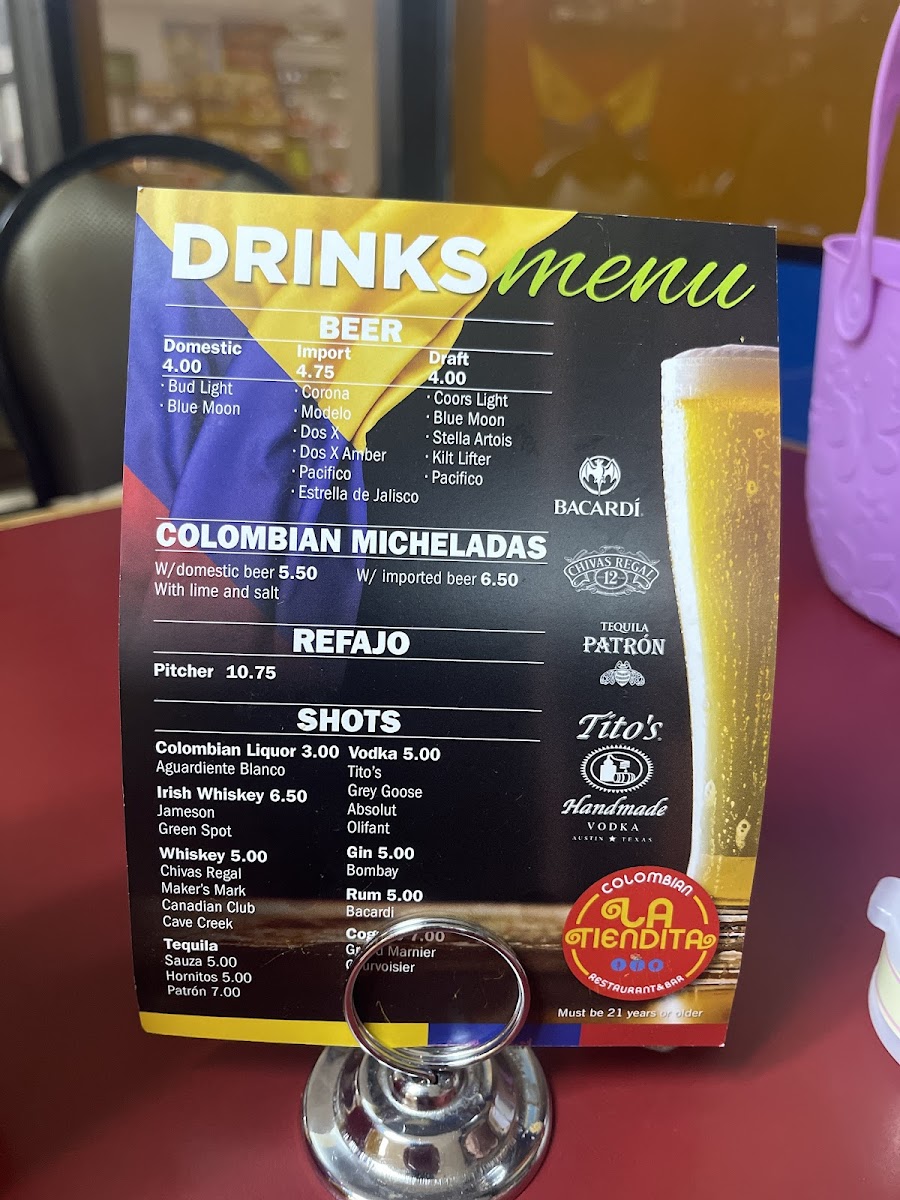 DRINKS menu
BEER
Domestic
4.00
· Bud Light
· Blue Moon
Import
4.75
· Corona
· Modelo
· Dos X
· Dos X Amber
· Pacifico
· Estrella de Jalisco
Draft
4.00
· Coors Light
· Blue Moon
· Stella Artois
· Kilt Lifter
· Pacifico
COLOMBIAN MICHELADAS
W/ domestic beer 5.50 W/ imported beer 6.50
With lime and salt
REFAJO
Pitcher 10.75
SHOTS
Colombian Liquor 3.00
Aguardiente Blanco
Irish Whiskey 6.50
Jameson
Green Spot
Whiskey 5.00
Chivas Regal
Maker's Mark
Canadian Club
Cave Creek
Tequila
Sauza 5.00
Hornitos 5.00
Patrón 7.00
Vodka 5.00
Tito's
Grey Goose
Absolut
Olifant
Gin 5.00
Bombay
Rum 5.00
Bacardi
7.00
Marnier
BACARDÍ
CHIVAS REGAL
12
TEQUILA
PATRÓN
Tito's
Handmade
VODKA
AUSTIN ★ TEXAS
COLOMBIAN
LA
TIENDITA
RESTAURANT & BAR
Must be 21 years or older